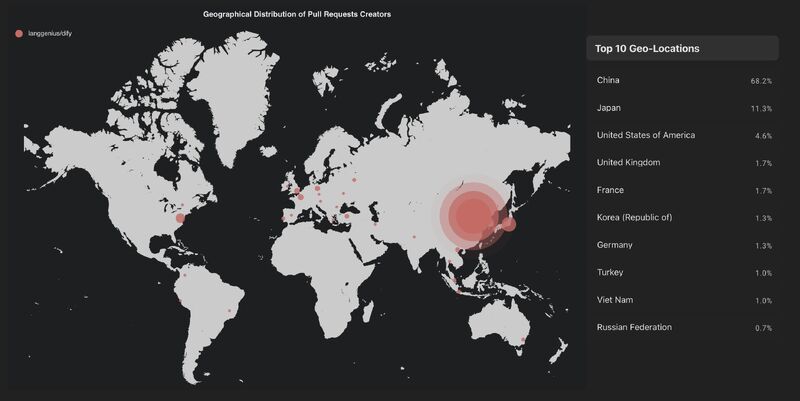 Geographical Distribution of Pull Requests Creators
langgenius/dify
Top 10 Geo-Locations
China 68.2%
Japan 11.3%
United States of America 4.6%
United Kingdom 1.7%
France 1.7%
Korea (Republic of) 1.3%
Germany 1.3%
Turkey 1.0%
Viet Nam 1.0%
Russian Federation 0.7%